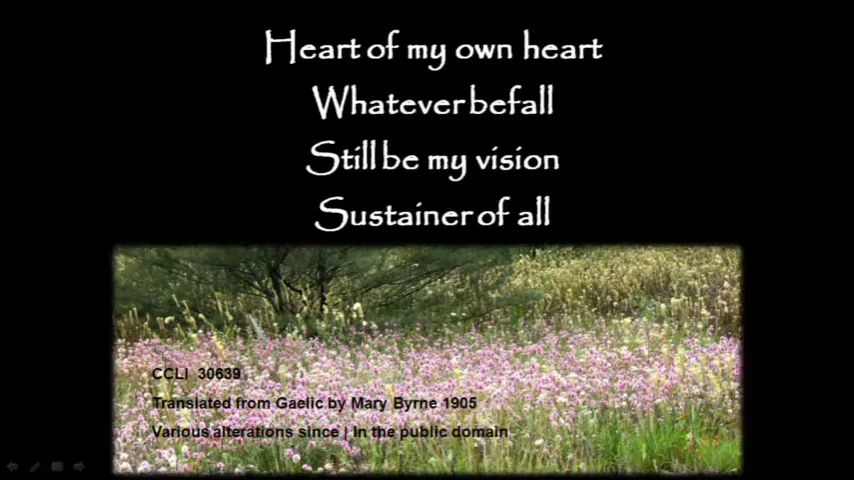 Heart of my own heart
Whatever befall
Still be my vision
Sustainer of all
CCLI 30639
Translated from Gaelic by Mary Byrne 1905
Various alterations since | In the public domain